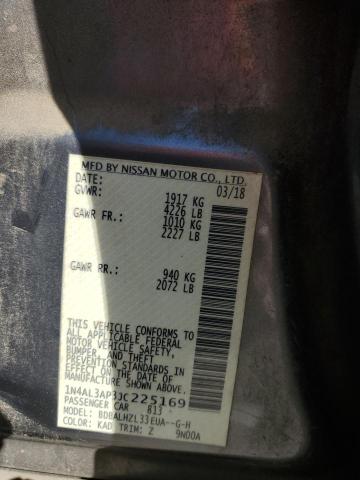 MFD BY NISSAN MOTOR CO., LTD.
DATE: 03/18
GVWR: 1917 KG
4226 LB
GAWR FR.: 1010 KG
2227 LB
GAWR RR.: 940 KG
2072 LB
THIS VEHICLE CONFORMS TO
ALL APPLICABLE FEDERAL
MOTOR VEHICLE SAFETY,
BUMPER, AND THEFT
PREVENTION STANDARDS
IN EFFECT ON THE DATE OF
MANUFACTURE SHOWN ABOVE.
1N4AL3AP3JC225169
PASSENGER CAR 813
MODEL: BDBALHZL33EUA--G-H
COLOR: KAD TRIM: Z 9N00A